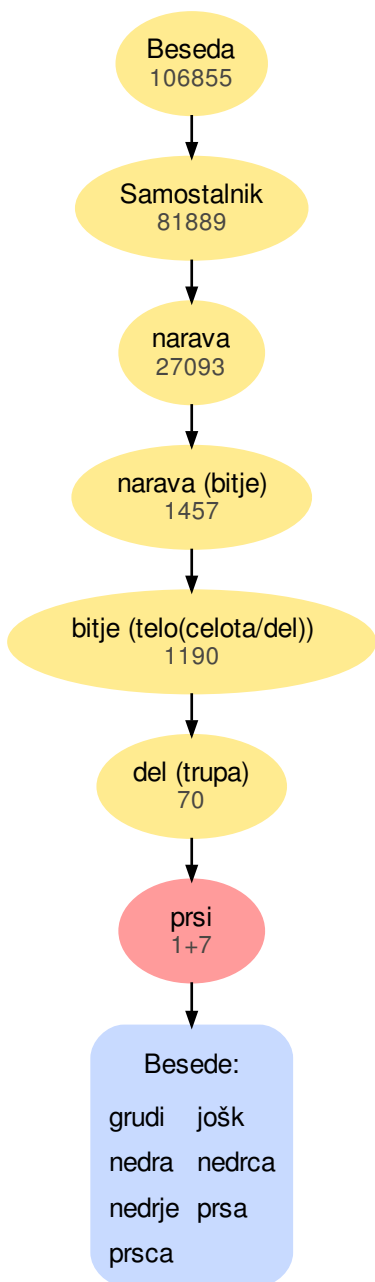 Beseda
106855
Samostalnik
81889
narava
27093
narava (bitje)
1457
bitje (telo(celota/del))
1190
del (trupa)
70
prsi
1+7
Besede:
grudi jošk
nedra nedrca
nedrje prsa
prsca